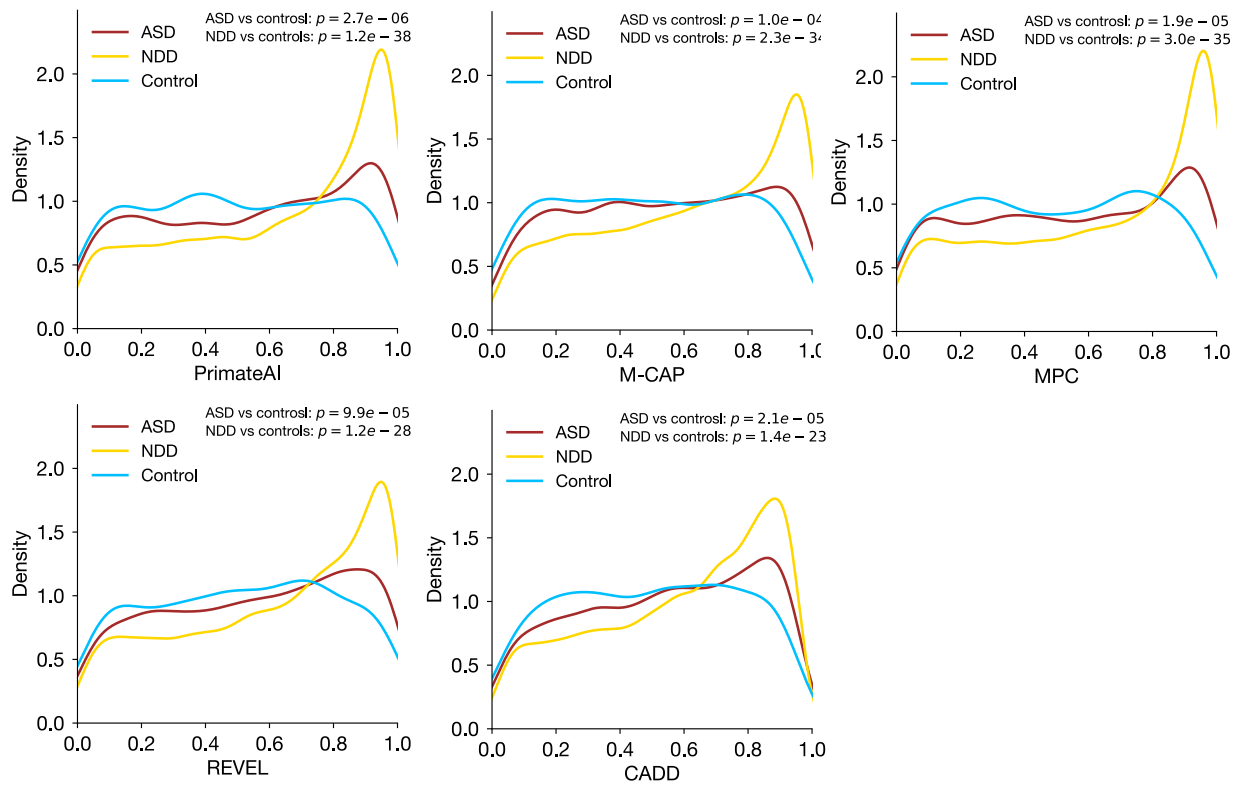 ASD vs controsl: p = 2.7e − 06
NDD vs controls: p = 1.2e − 38
ASD
NDD
Control
2.0
1.5
1.0
0.5
0.0
Density
0.0 0.2 0.4 0.6 0.8 1.0
PrimateAI
ASD vs controsl: p = 1.0e − 04
NDD vs controls: p = 2.3e − 34
ASD
NDD
Control
2.0
1.5
1.0
0.5
0.0
Density
0.0 0.2 0.4 0.6 0.8 1.0
M-CAP
ASD vs controsl: p = 1.9e − 05
NDD vs controls: p = 3.0e − 35
ASD
NDD
Control
2.0
1.5
1.0
0.5
0.0
Density
0.0 0.2 0.4 0.6 0.8 1.0
MPC
ASD vs controsl: p = 9.9e − 05
NDD vs controls: p = 1.2e − 28
ASD
NDD
Control
2.0
1.5
1.0
0.5
0.0
Density
0.0 0.2 0.4 0.6 0.8 1.0
REVEL
ASD vs controsl: p = 2.1e − 05
NDD vs controls: p = 1.4e − 23
ASD
NDD
Control
2.0
1.5
1.0
0.5
0.0
Density
0.0 0.2 0.4 0.6 0.8 1.0
CADD